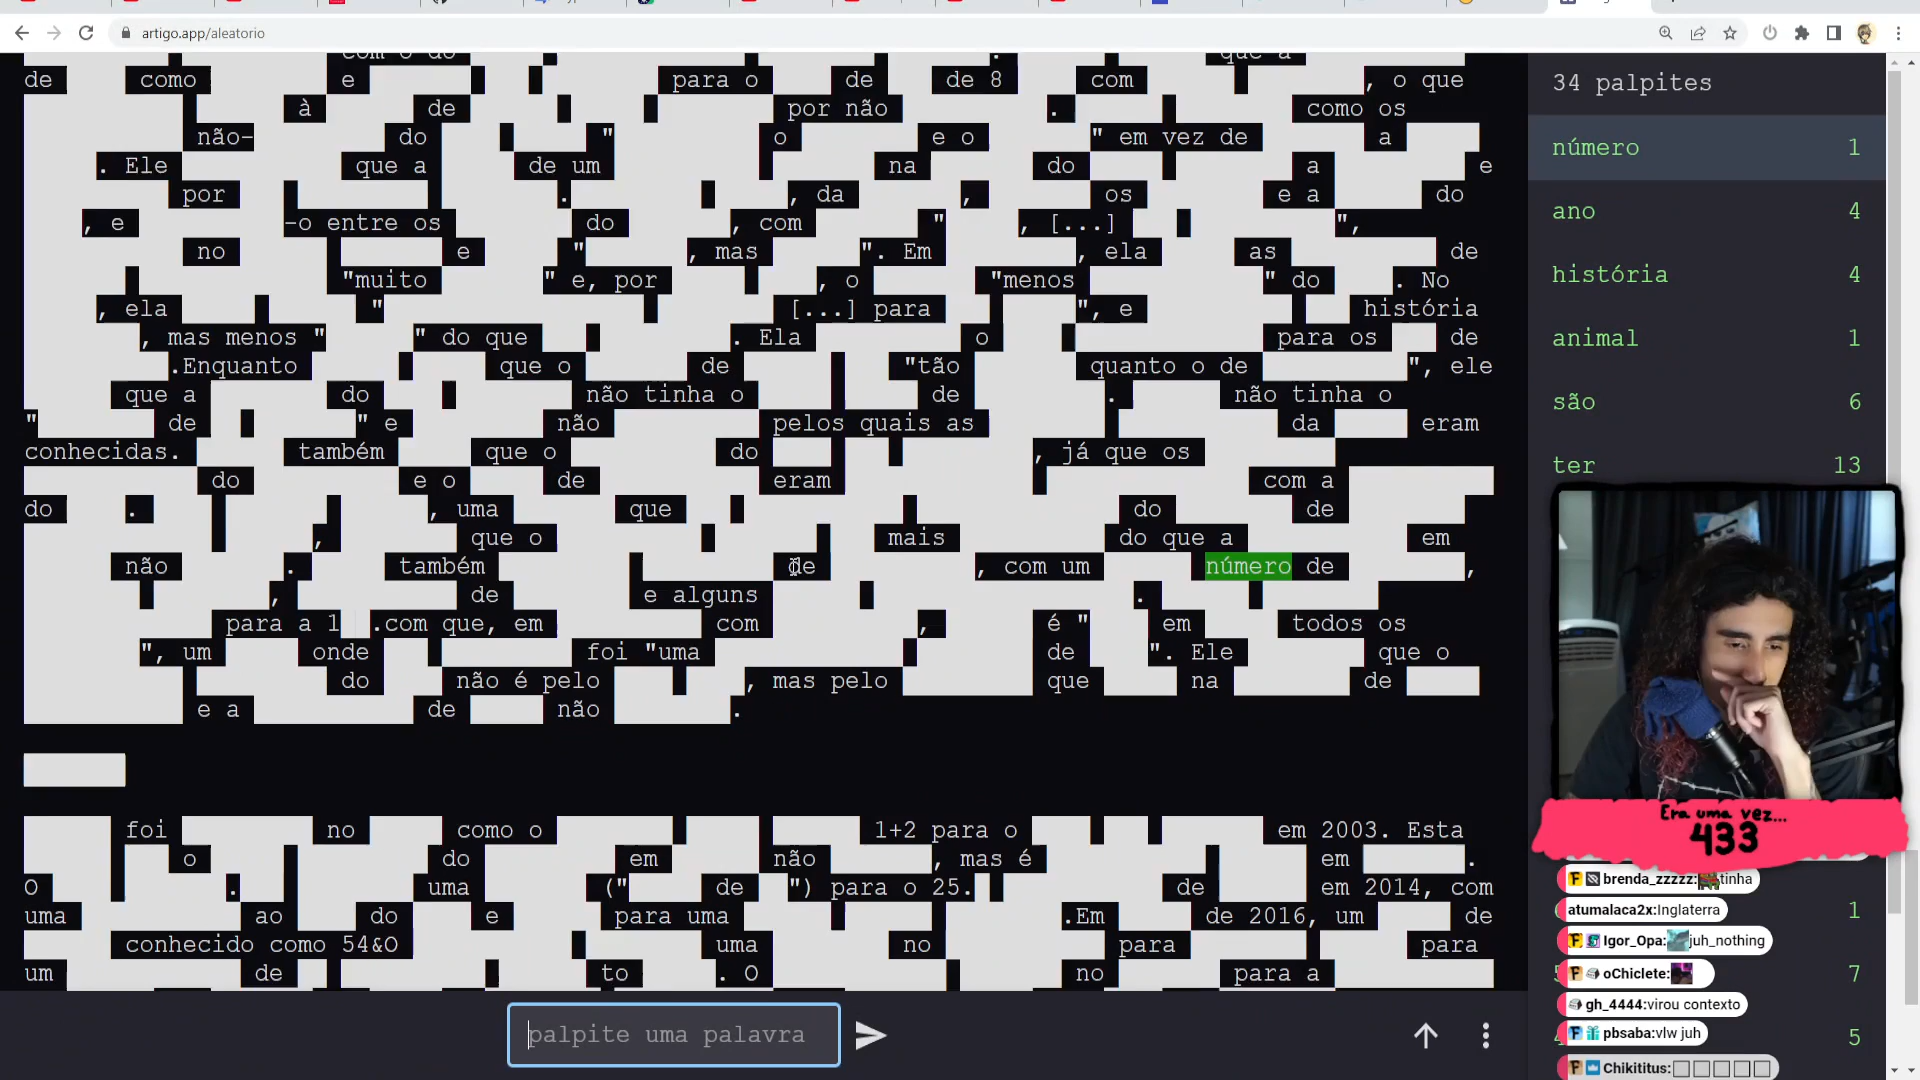 artigo.app/aleatorio
com o do . que a
de como e para o de de 8 com , o que
à de por não . como os
não- do " o e o " em vez de a
. Ele que a de um na do a e
por . , da , os e a do
, e -o entre os do , com " , [...] ",
no e " , mas ". Em , ela as de
"muito " e, por , o "menos " do . No
, ela " [...] para ", e história
, mas menos " " do que . Ela o para os de
.Enquanto que o de "tão quanto o de ", ele
que a do não tinha o de . não tinha o
" de " e não pelos quais as da eram
conhecidas. também que o do , já que os
do e o de eram com a
do . , uma que do de
, que o mais do que a em
não . também de , com um número de ,
, de e alguns .
para a 1 .com que, em com , é " em todos os
", um onde foi "uma de ". Ele que o
do não é pelo , mas pelo que na de
e a de não .
foi no como o 1+2 para o em 2003. Esta
o do em não , mas é em .
O . uma (" de ") para o 25. de em 2014, com
uma ao do e para uma .Em de 2016, um de
conhecido como 54&O uma no para para
um de to . O no para a
palpite uma palavra
34 palpites
número 1
ano 4
história 4
animal 1
são 6
ter 13
Era uma vez...
433
brenda_zzzzz: tinha
atumalaca2x:Inglaterra
1
Igor_Opa: juh_nothing
oChiclete:
7
gh_4444:virou contexto
pbsaba:vlw juh
5
Chikititus: